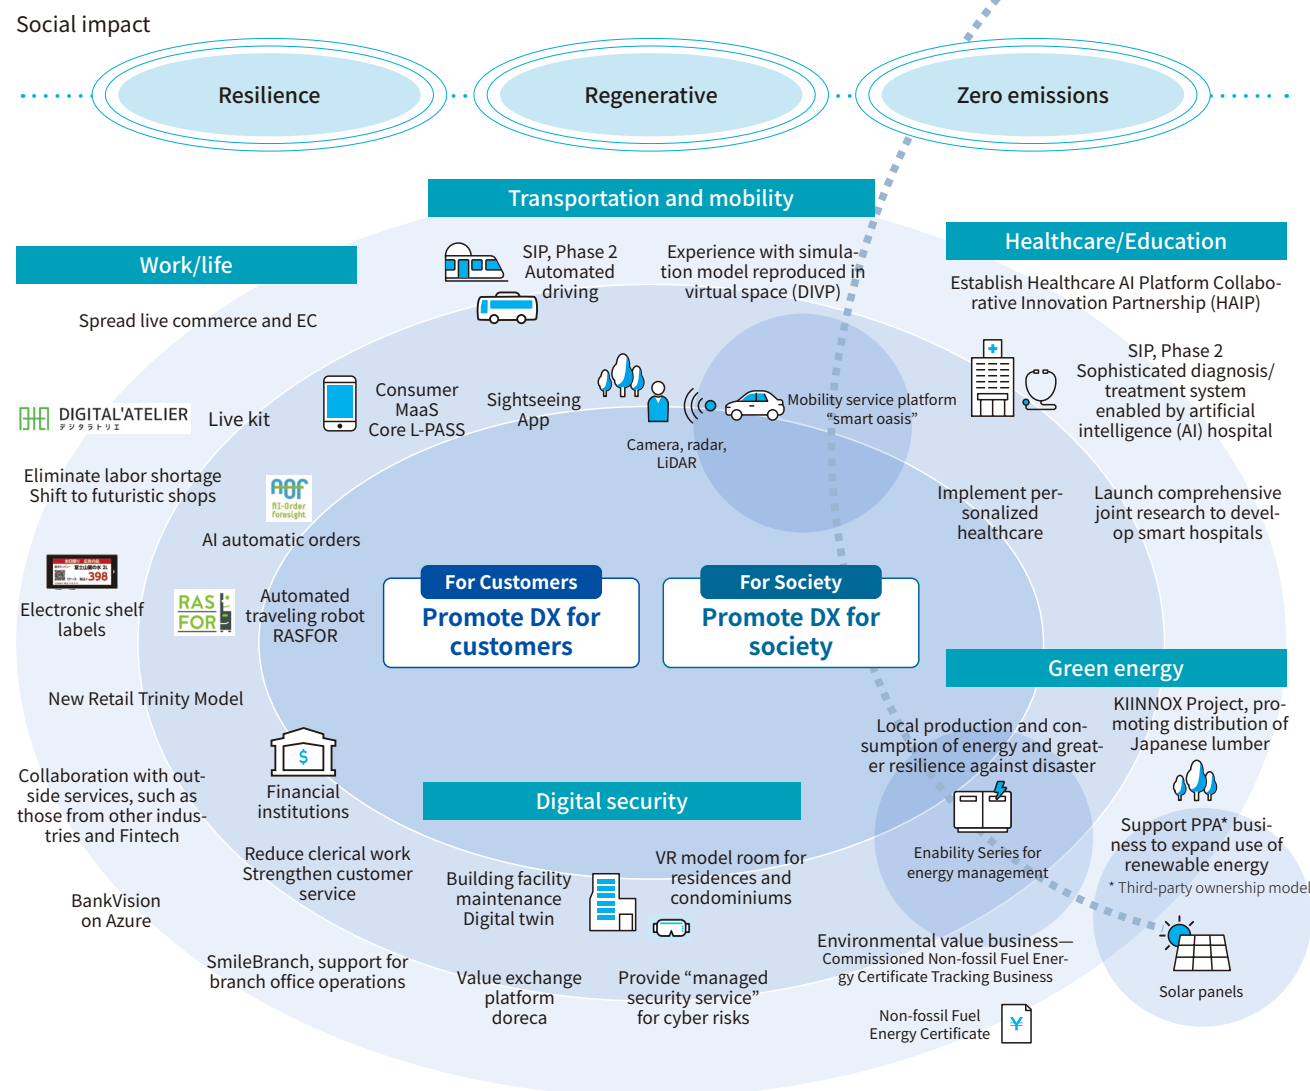 Social impact
Resilience
Regenerative
Zero emissions
Transportation and mobility
SIP, Phase 2
Automated
driving
Experience with simula-
tion model reproduced in
virtual space (DIVP)
Healthcare/Education
Establish Healthcare AI Platform Collabo-
rative Innovation Partnership (HAIP)
SIP, Phase 2
Sophisticated diagnosis/
treatment system
enabled by artificial
intelligence (AI) hospital
Implement per-
sonalized
healthcare
Launch comprehensive
joint research to devel-
op smart hospitals
Work/life
Spread live commerce and EC
DIGITAL'ATELIER
デジタラトリエ
Live kit
Consumer
MaaS
Core L-PASS
Sightseeing
App
Camera, radar,
LiDAR
Mobility service platform
“smart oasis”
Eliminate labor shortage
Shift to futuristic shops
AOF
AI-Order
Foresight
AI automatic orders
398
Electronic shelf
labels
RAS
FOR
Automated
traveling robot
RASFOR
For Customers
Promote DX for
customers
For Society
Promote DX for
society
New Retail Trinity Model
$
Financial
institutions
Collaboration with out-
side services, such as
those from other indus-
tries and Fintech
Reduce clerical work
Strengthen customer
service
BankVision
on Azure
SmileBranch, support for
branch office operations
Digital security
Building facility
maintenance
Digital twin
VR model room for
residences and
condominiums
Value exchange
platform
doreca
Provide “managed
security service”
for cyber risks
Green energy
KIINNOX Project, pro-
moting distribution of
Japanese lumber
Local production and con-
sumption of energy and great-
er resilience against disaster
Enability Series for
energy management
Support PPA* busi-
ness to expand use of
renewable energy
* Third-party ownership model
Environmental value business—
Commissioned Non-fossil Fuel Ener-
gy Certificate Tracking Business
Solar panels
Non-fossil Fuel
Energy Certificate
¥